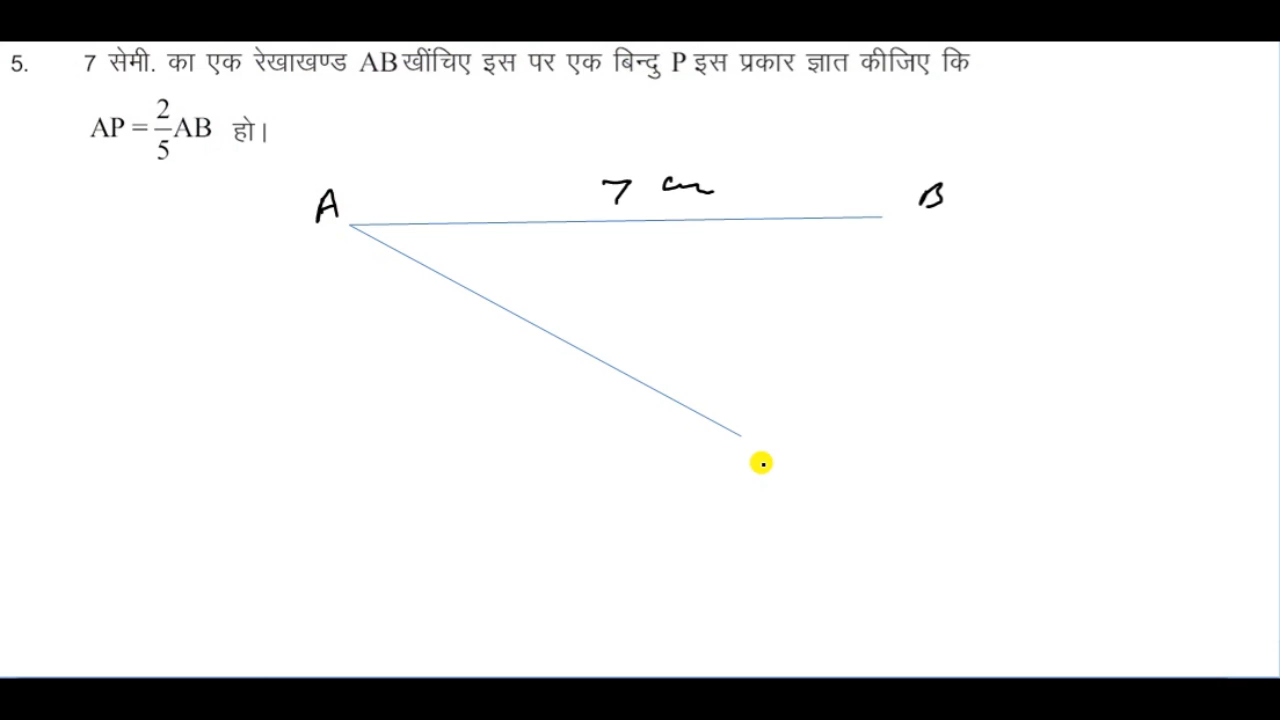 5. 7 सेमी. का एक रेखाखण्ड AB खींचिए इस पर एक बिन्दु P इस प्रकार ज्ञात कीजिए कि
AP = 2/5 AB हो।
A 7 cm B